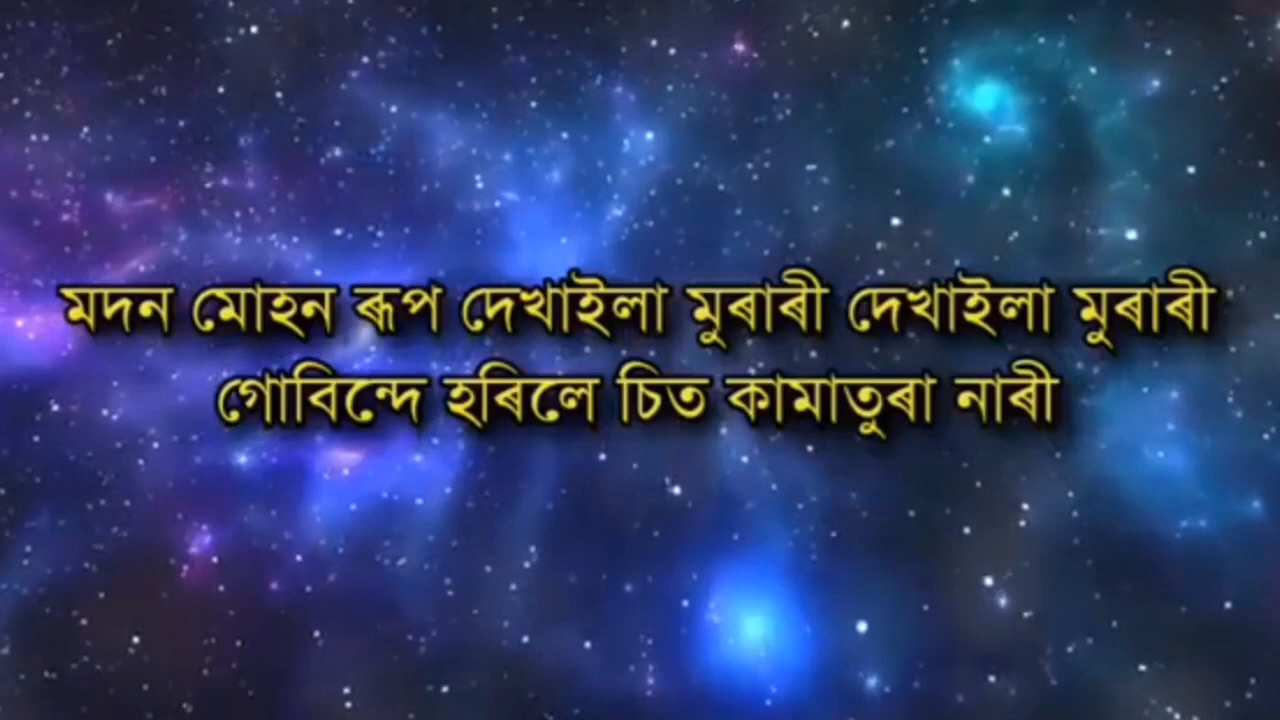 মদন মোহন ৰূপ দেখাইলা মুৰাৰী দেখাইলা মুৰাৰী
গোবিন্দে হৰিলে চিত কামাতুৰা নাৰী